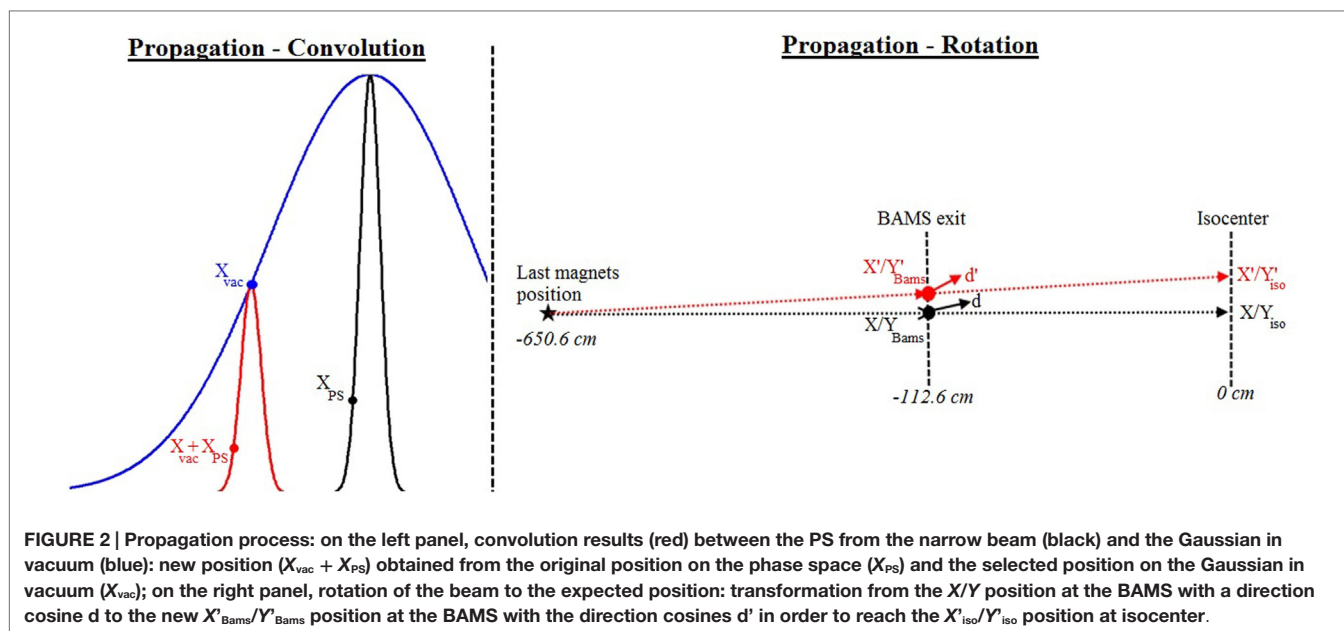 Propagation - Convolution
X_vac
X_PS
X_vac + X_PS
Propagation - Rotation
BAMS exit
Isocenter
Last magnets
position
X'/Y'_Bams
d'
X'/Y'_iso
d
X/Y_Bams
X/Y_iso
-650.6 cm
-112.6 cm
0 cm
FIGURE 2 | Propagation process: on the left panel, convolution results (red) between the PS from the narrow beam (black) and the Gaussian in
vacuum (blue): new position (X_vac + X_PS) obtained from the original position on the phase space (X_PS) and the selected position on the Gaussian in
vacuum (X_vac); on the right panel, rotation of the beam to the expected position: transformation from the X/Y position at the BAMS with a direction
cosine d to the new X'_Bams/Y'_Bams position at the BAMS with the direction cosines d' in order to reach the X'_iso/Y'_iso position at isocenter.